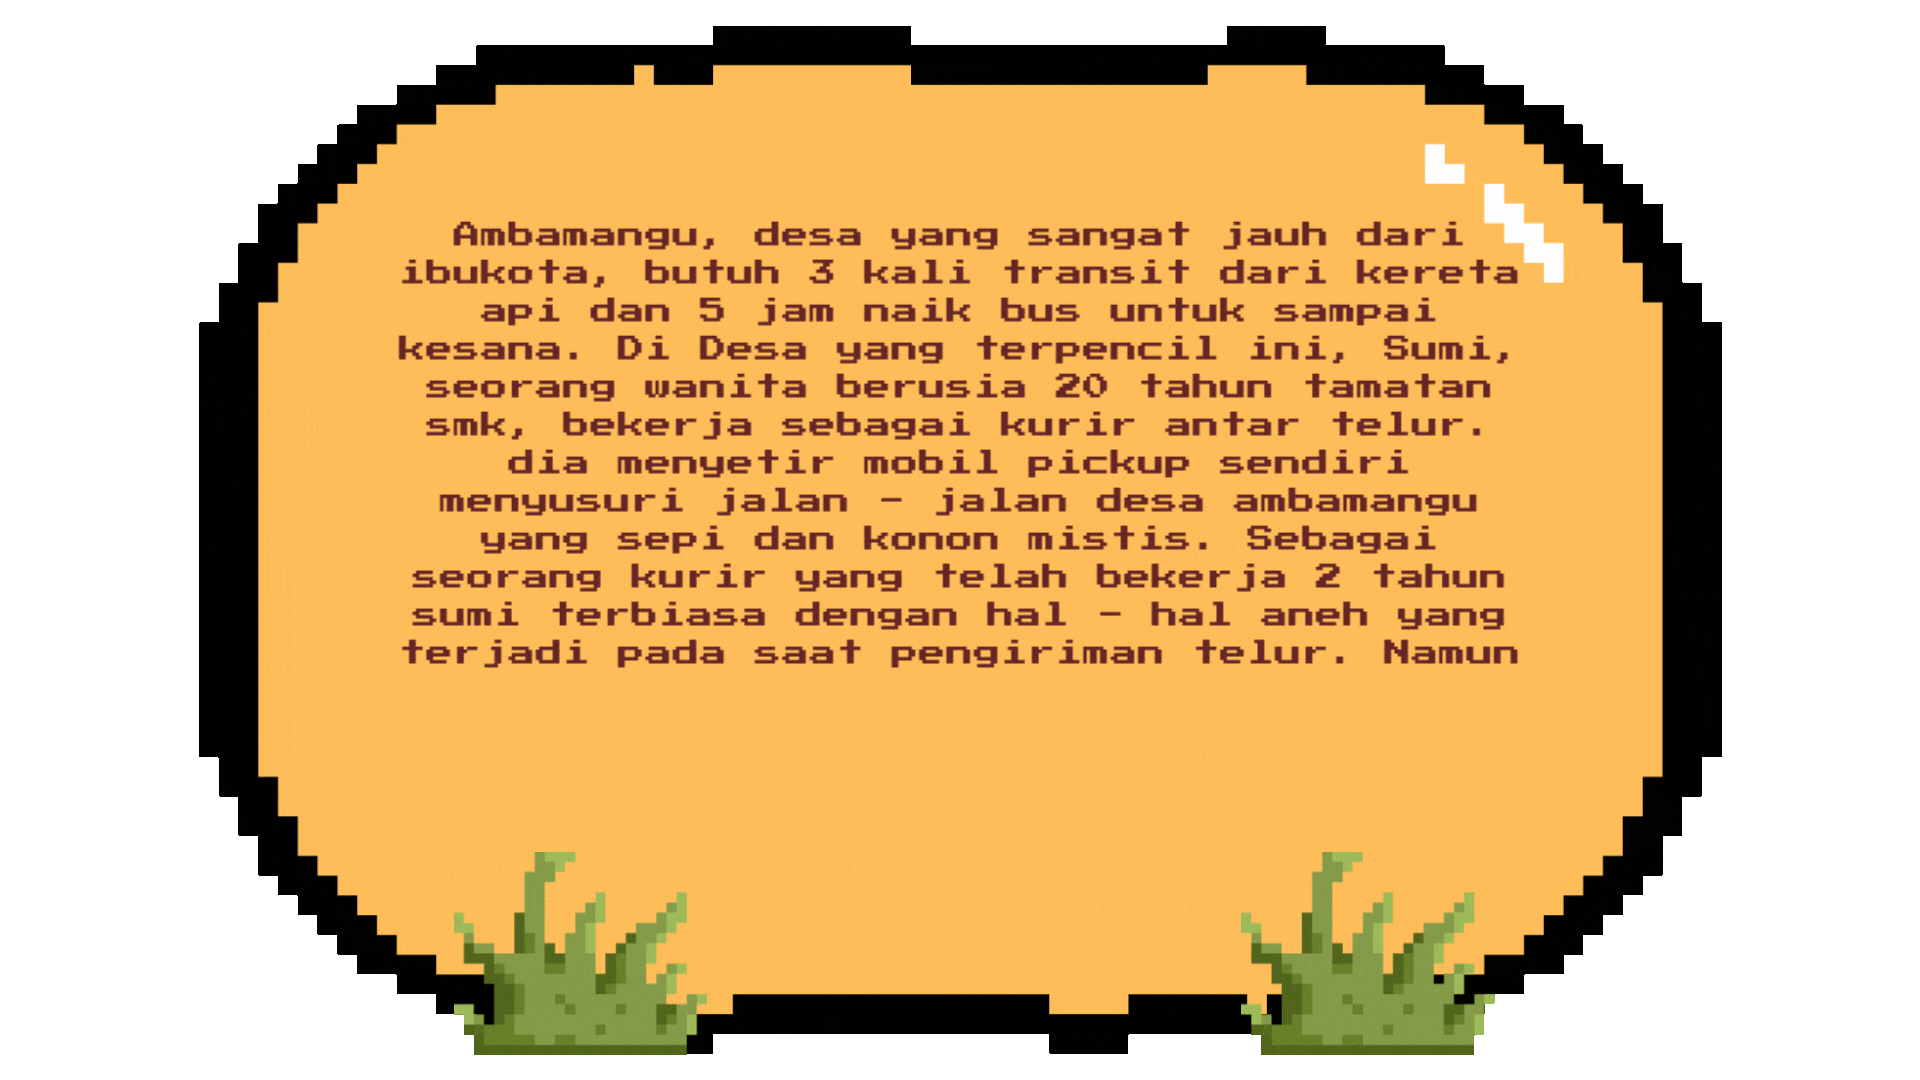 Ambamangu, desa yang sangat jauh dari
ibukota, butuh 3 kali transit dari kereta
api dan 5 jam naik bus untuk sampai
kesana. Di Desa yang terpencil ini, Sumi,
seorang wanita berusia 20 tahun tamatan
smk, bekerja sebagai kurir antar telur.
dia menyetir mobil pickup sendiri
menyusuri jalan - jalan desa ambamangu
yang sepi dan konon mistis. Sebagai
seorang kurir yang telah bekerja 2 tahun
sumi terbiasa dengan hal - hal aneh yang
terjadi pada saat pengiriman telur. Namun